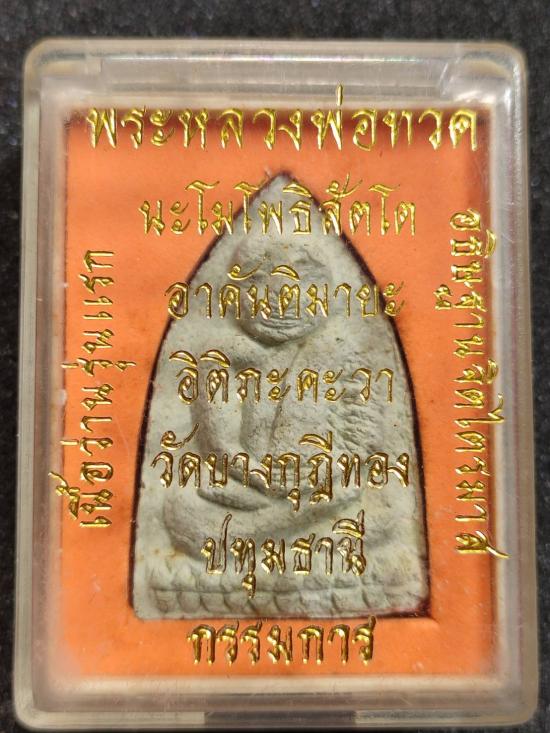 พระหลวงพ่อทวด
นะโมโพธิสัตโต
อาคันติมายะ
อิติภะคะวา
วัดบางกุฎีทอง
ปทุมธานี
กรรมการ
เนื้อว่านรุ่นแรก
อธิษฐานจิตไตรมาส